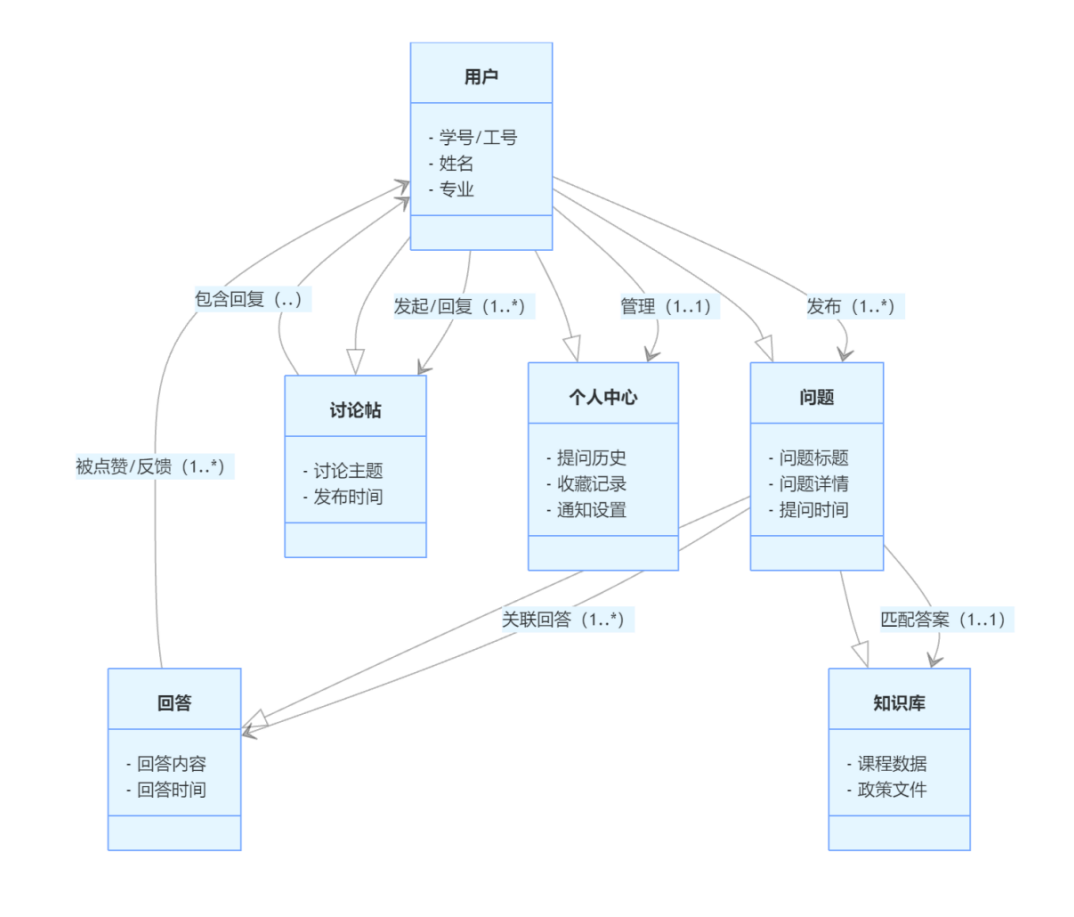 用户
- 学号/工号
- 姓名
- 专业
包含回复（..）
发起/回复（1..*）
管理（1..1）
发布（1..*）
讨论帖
- 讨论主题
- 发布时间
个人中心
- 提问历史
- 收藏记录
- 通知设置
问题
- 问题标题
- 问题详情
- 提问时间
被点赞/反馈（1..*）
关联回答（1..*）
匹配答案（1..1）
回答
- 回答内容
- 回答时间
知识库
- 课程数据
- 政策文件